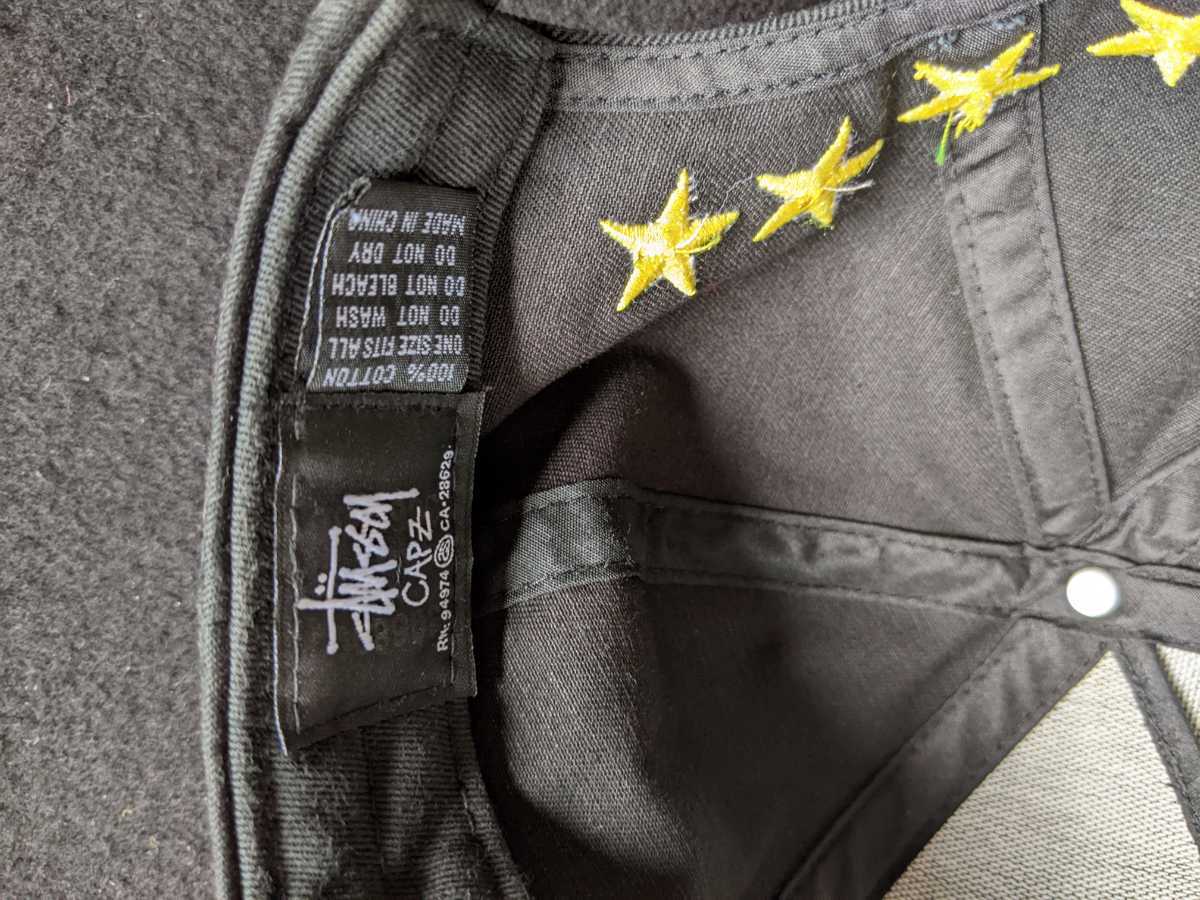 100% COTTON
ONE SIZE FITS ALL
DO NOT WASH
DO NOT BLEACH
DO NOT DRY
MADE IN CHINA
STÜSSY
CAPZ
RN. 94974 CA•28629•